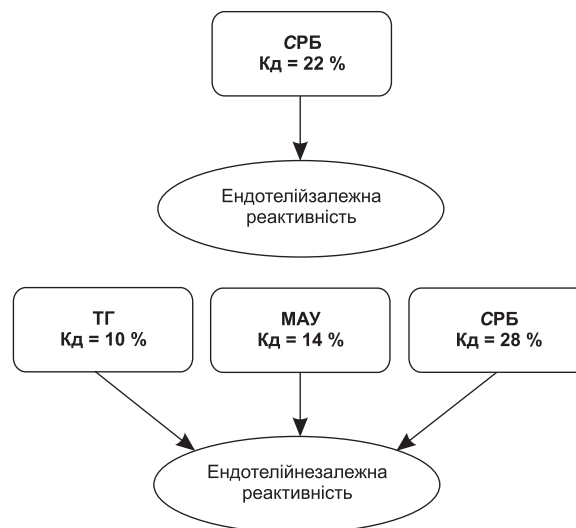 СРБ
Кд = 22 %
Ендотелійзалежна
реактивність
ТГ
Кд = 10 %
МАУ
Кд = 14 %
СРБ
Кд = 28 %
Ендотелійнезалежна
реактивність